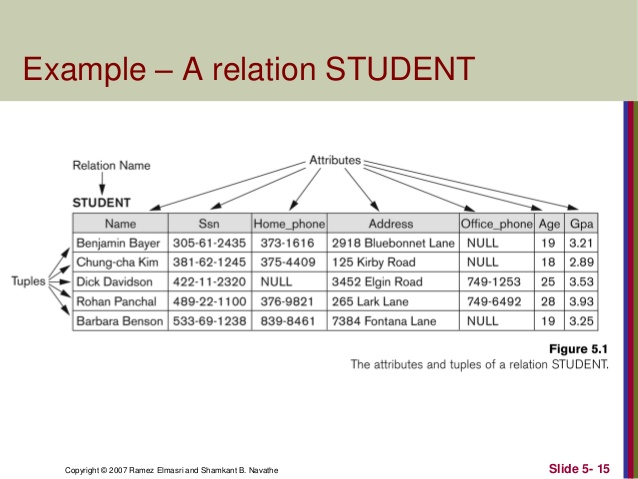 Example – A relation STUDENT
Relation Name
Attributes
STUDENT
Name Ssn Home_phone Address Office_phone Age Gpa
Benjamin Bayer 305-61-2435 373-1616 2918 Bluebonnet Lane NULL 19 3.21
Chung-cha Kim 381-62-1245 375-4409 125 Kirby Road NULL 18 2.89
Tuples Dick Davidson 422-11-2320 NULL 3452 Elgin Road 749-1253 25 3.53
Rohan Panchal 489-22-1100 376-9821 265 Lark Lane 749-6492 28 3.93
Barbara Benson 533-69-1238 839-8461 7384 Fontana Lane NULL 19 3.25
Figure 5.1
The attributes and tuples of a relation STUDENT.
Copyright © 2007 Ramez Elmasri and Shamkant B. Navathe Slide 5- 15